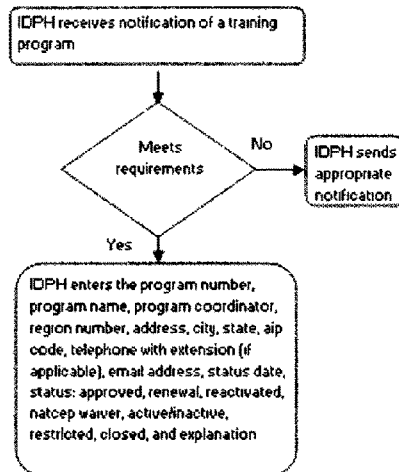 IDPH receives notification of a training
program
Meets
requirements
No
IDPH sends
appropriate
notification
Yes
IDPH enters the program number,
program name, program coordinator,
region number, address, city, state, aip
code, telephone with extension (if
applicable), email address, status date,
status: approved, renewal, reactivated,
natcep waiver, active/inactive,
restricted, closed, and explanation